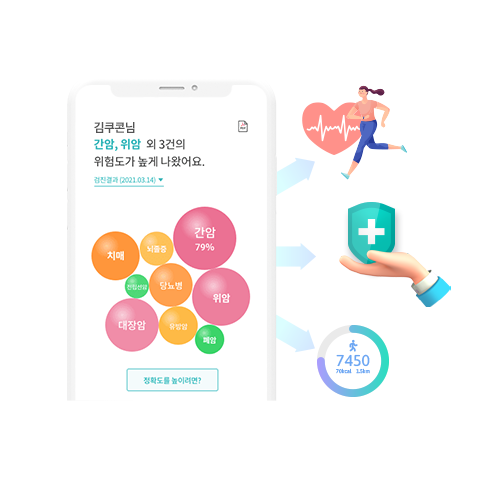 김쿠콘님
간암, 위암 외 3건의
위험도가 높게 나왔어요.
검진결과 (2021.03.14)
간암
79%
치매
뇌졸중
전립선암
당뇨병
위암
대장암
유방암
폐암
정확도를 높이려면?
7450
76kcal 1.5km